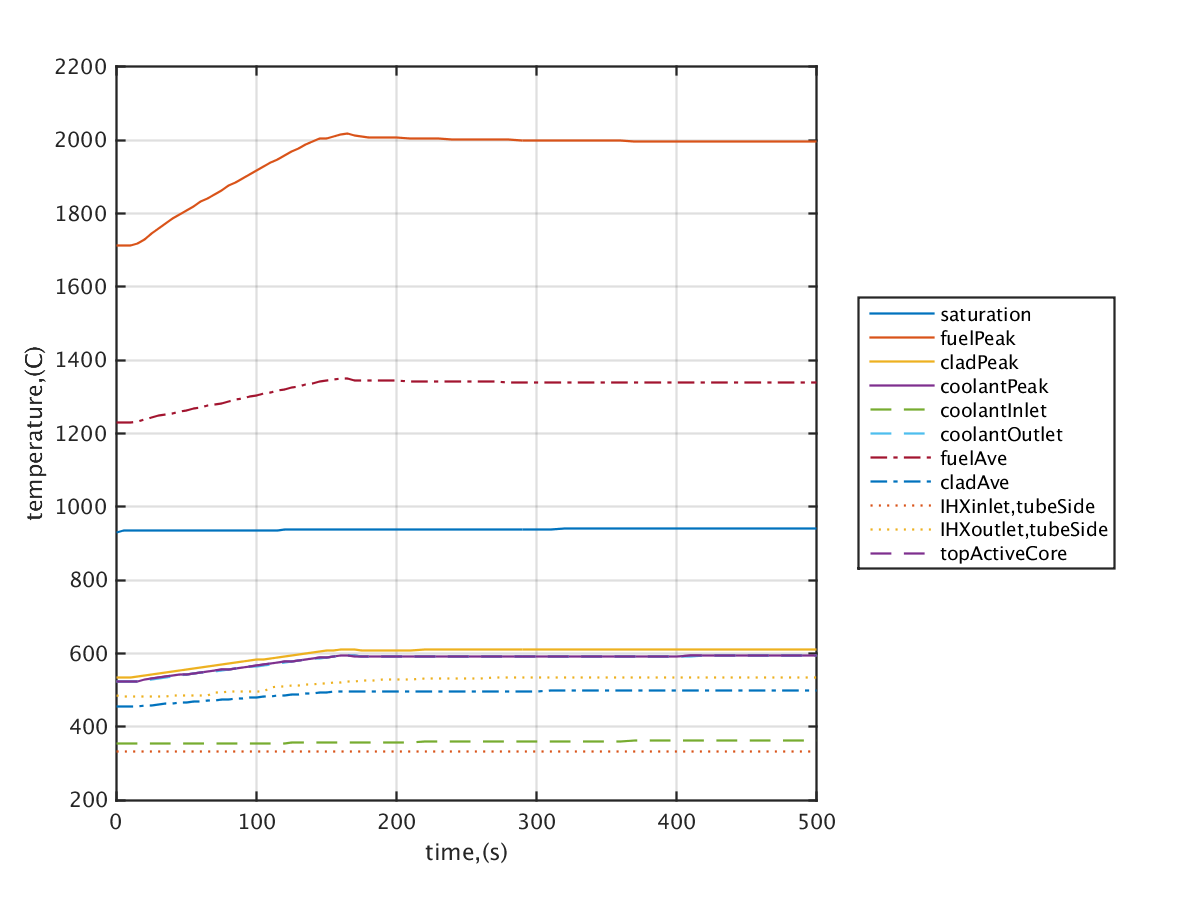 2200
2000
1800
1600
1400
1200
1000
800
600
400
200
temperature,(C)
0 100 200 300 400 500
time,(s)
saturation
fuelPeak
cladPeak
coolantPeak
coolantInlet
coolantOutlet
fuelAve
cladAve
IHXinlet,tubeSide
IHXoutlet,tubeSide
topActiveCore